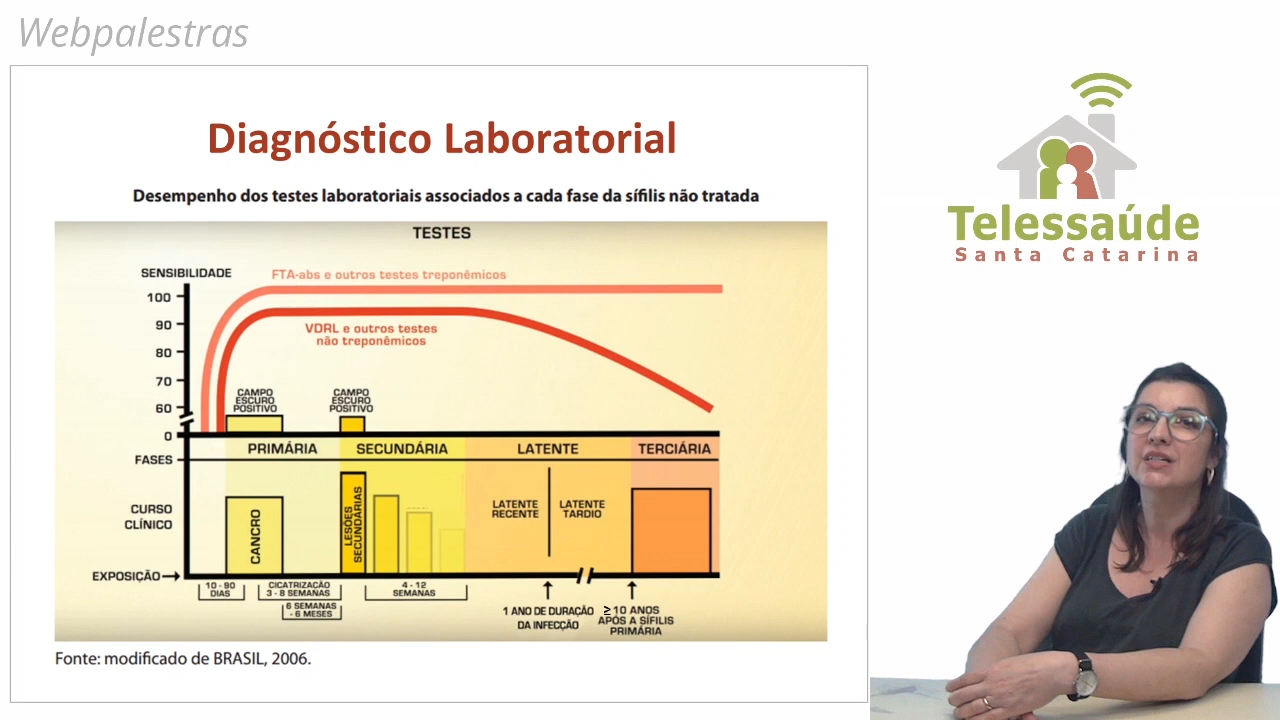 Webpalestras
Diagnóstico Laboratorial
Desempenho dos testes laboratoriais associados a cada fase da sífilis não tratada
TESTES
SENSIBILIDADE
FTA-abs e outros testes treponêmicos
100
90
80
70
60
0
VDRL e outros testes
não treponêmicos
CAMPO
ESCURO
POSITIVO
CAMPO
ESCURO
POSITIVO
FASES
PRIMÁRIA
SECUNDÁRIA
LATENTE
TERCIÁRIA
CURSO
CLÍNICO
CANCRO
LESÕES
SECUNDÁRIAS
LATENTE
RECENTE
LATENTE
TARDIO
EXPOSIÇÃO
10 - 90
DIAS
CICATRIZAÇÃO
3 - 8 SEMANAS
6 SEMANAS
- 6 MESES
4 - 12
SEMANAS
1 ANO DE DURAÇÃO
DA INFECÇÃO
≥10 ANOS
APÓS A SÍFILIS
PRIMÁRIA
Fonte: modificado de BRASIL, 2006.
Telessaúde
Santa Catarina